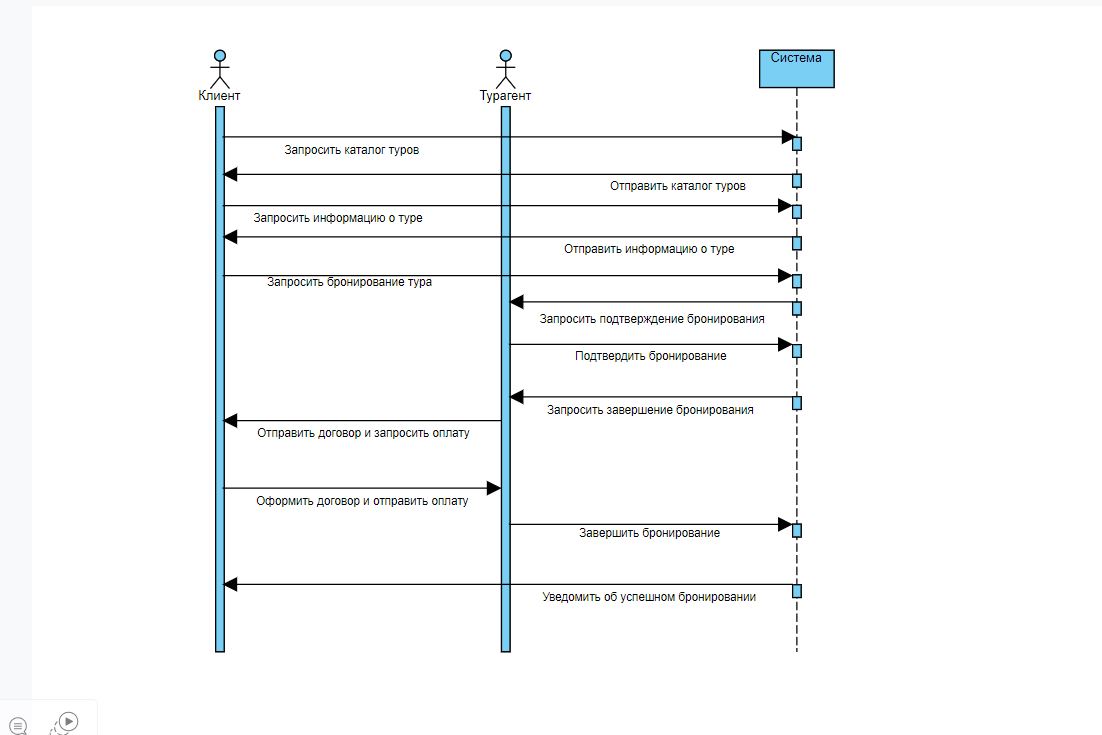 Клиент
Турагент
Система
Запросить каталог туров
Отправить каталог туров
Запросить информацию о туре
Отправить информацию о туре
Запросить бронирование тура
Запросить подтверждение бронирования
Подтвердить бронирование
Запросить завершение бронирования
Отправить договор и запросить оплату
Оформить договор и отправить оплату
Завершить бронирование
Уведомить об успешном бронировании